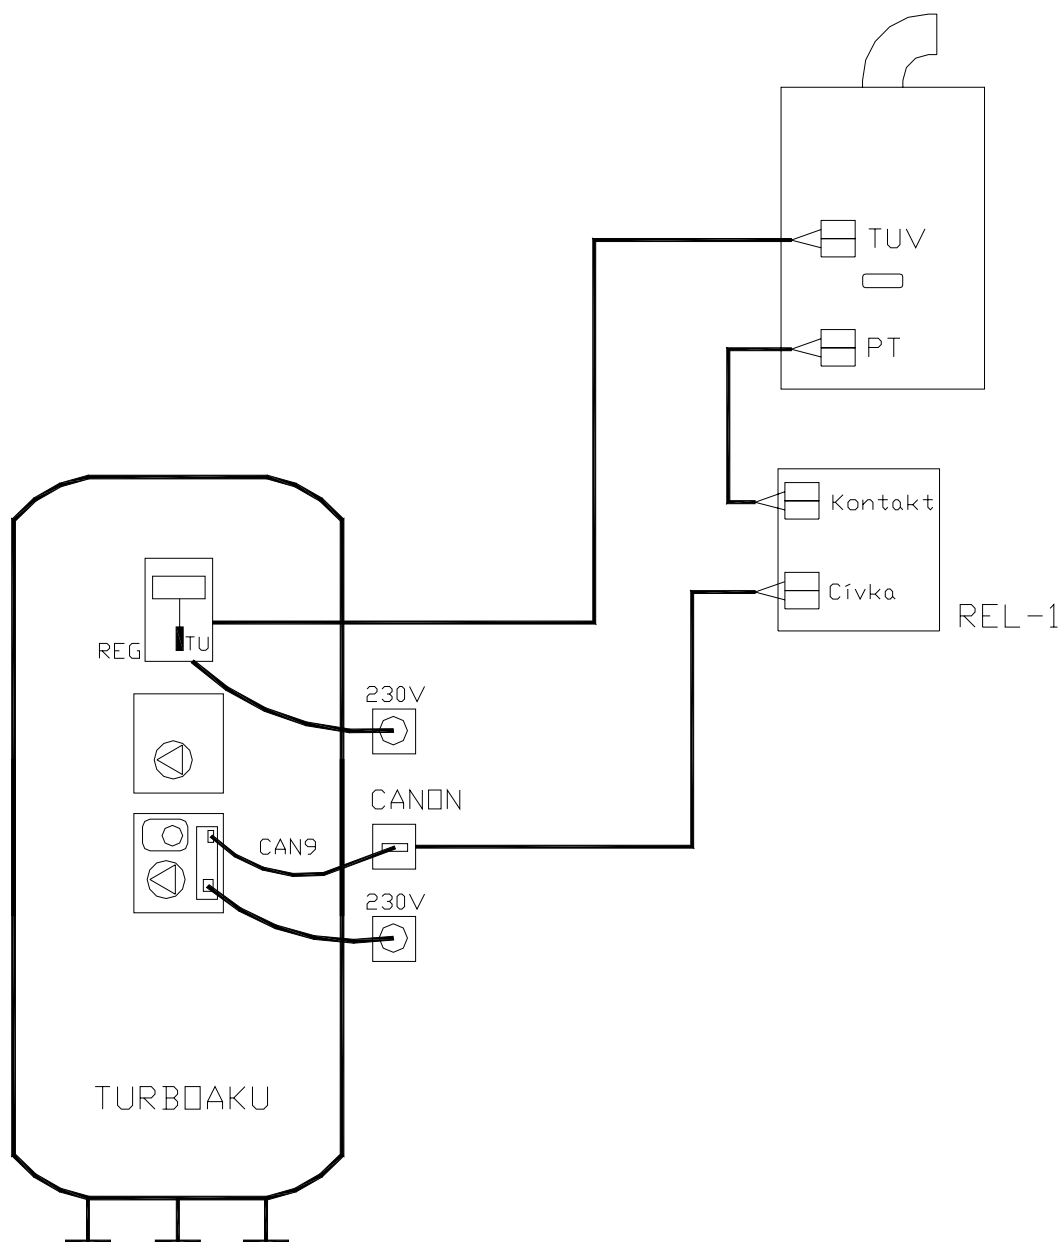 TUV
PT
Kontakt
Cívka
REL-1
TU
REG
230V
CANON
CAN9
230V
TURBOAKU